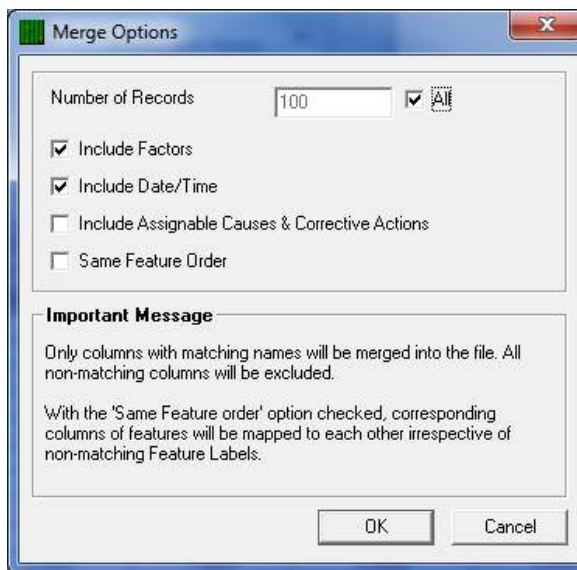 Merge Options
Number of Records 100 All
Include Factors
Include Date/Time
Include Assignable Causes & Corrective Actions
Same Feature Order
Important Message
Only columns with matching names will be merged into the file. All
non-matching columns will be excluded.
With the 'Same Feature order' option checked, corresponding
columns of features will be mapped to each other irrespective of
non-matching Feature Labels.
OK Cancel